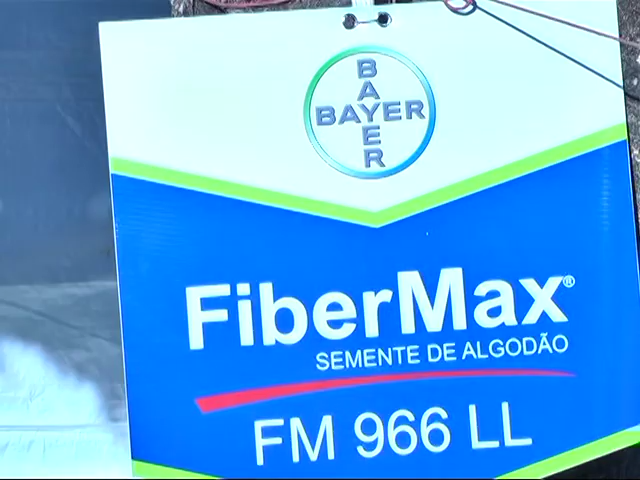 BAYER
BAYER
FiberMax®
SEMENTE DE ALGODÃO
FM 966 LL